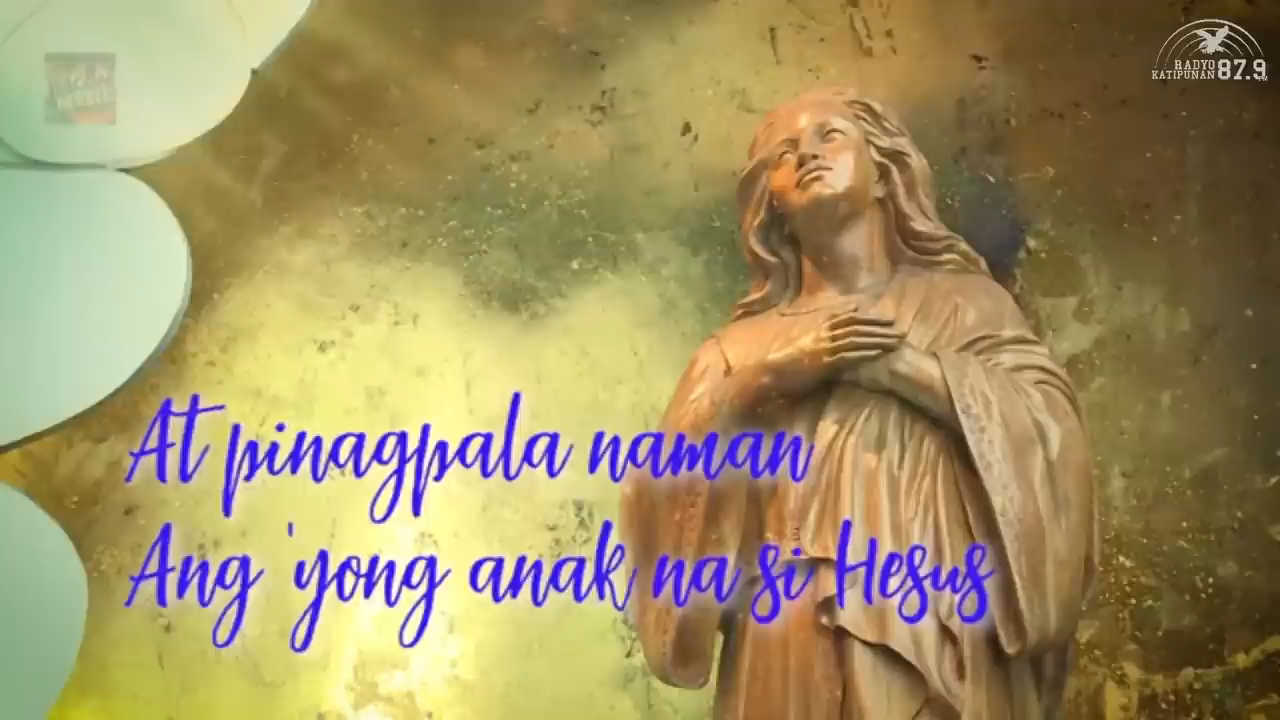 RADYO
KATIPUNAN 87.9
At pinagpala naman
Ang 'yong anak na si Hesus